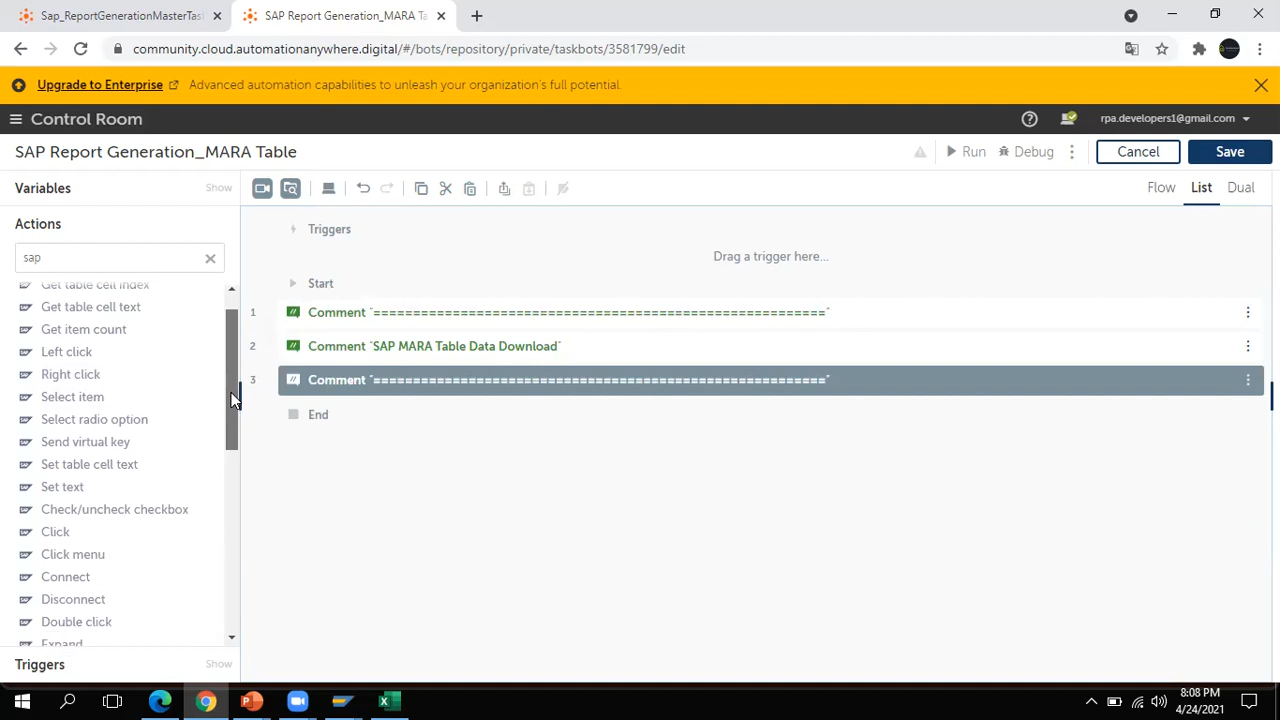 Sap_ReportGenerationMasterTas
SAP Report Generation_MARA Ta
community.cloud.automationanywhere.digital/#/bots/repository/private/taskbots/3581799/edit
Upgrade to Enterprise Advanced automation capabilities to unleash your organization's full potential.
Control Room
rpa.developers1@gmail.com
SAP Report Generation_MARA Table
Run
Debug
Cancel
Save
Variables
Show
Flow
List
Dual
Actions
sap
Get table cell index
Get table cell text
Get item count
Left click
Right click
Select item
Select radio option
Send virtual key
Set table cell text
Set text
Check/uncheck checkbox
Click
Click menu
Connect
Disconnect
Double click
Expand
Triggers
Show
Triggers
Drag a trigger here...
Start
1 Comment "========================================================="
2 Comment "SAP MARA Table Data Download"
3 Comment "========================================================="
End
8:08 PM
4/24/2021